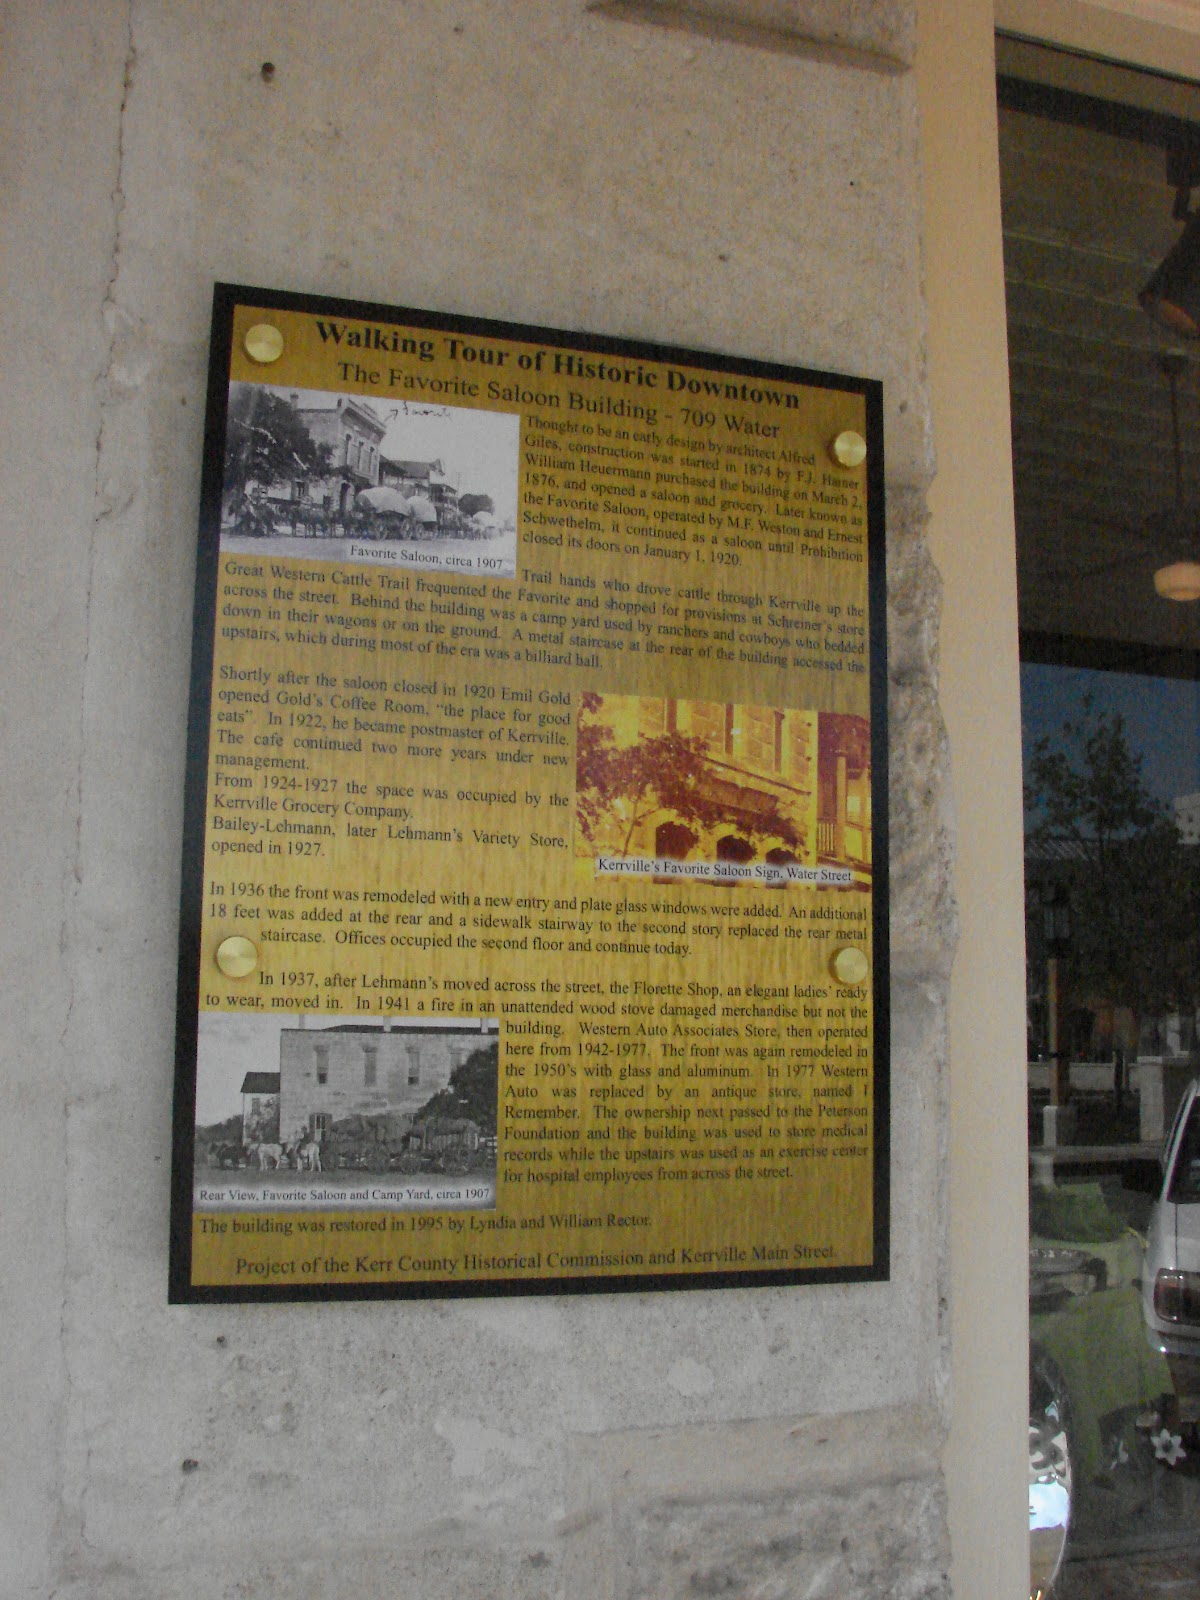 Walking Tour of Historic Downtown
The Favorite Saloon Building - 709 Water
Favorite
Favorite Saloon, circa 1907
Thought to be an early design by architect Alfred
Giles, construction was started in 1874 by F.J. Hamer
William Heuermann purchased the building on March 2,
1876, and opened a saloon and grocery. Later known as
the Favorite Saloon, operated by M.F. Weston and Ernest
Schwethelm, it continued as a saloon until Prohibition
closed its doors on January 1, 1920.
Trail hands who drove cattle through Kerrville up the
Great Western Cattle Trail frequented the Favorite and shopped for provisions at Schreiner's store
across the street. Behind the building was a camp yard used by ranchers and cowboys who bedded
down in their wagons or on the ground. A metal staircase at the rear of the building accessed the
upstairs, which during most of the era was a billiard hall.
Shortly after the saloon closed in 1920 Emil Gold
opened Gold's Coffee Room, "the place for good
eats". In 1922, he became postmaster of Kerrville.
The cafe continued two more years under new
management.
From 1924-1927 the space was occupied by the
Kerrville Grocery Company.
Bailey-Lehmann, later Lehmann's Variety Store,
opened in 1927.
Kerrville's Favorite Saloon Sign, Water Street
In 1936 the front was remodeled with a new entry and plate glass windows were added. An additional
18 feet was added at the rear and a sidewalk stairway to the second story replaced the rear metal
staircase. Offices occupied the second floor and continue today.
In 1937, after Lehmann's moved across the street, the Florette Shop, an elegant ladies' ready
to wear, moved in. In 1941 a fire in an unattended wood stove damaged merchandise but not the
building. Western Auto Associates Store, then operated
here from 1942-1977. The front was again remodeled in
the 1950's with glass and aluminum. In 1977 Western
Auto was replaced by an antique store, named I
Remember. The ownership next passed to the Peterson
Foundation and the building was used to store medical
records while the upstairs was used as an exercise center
for hospital employees from across the street.
Rear View, Favorite Saloon and Camp Yard, circa 1907
The building was restored in 1995 by Lyndia and William Rector.
Project of the Kerr County Historical Commission and Kerrville Main Street.